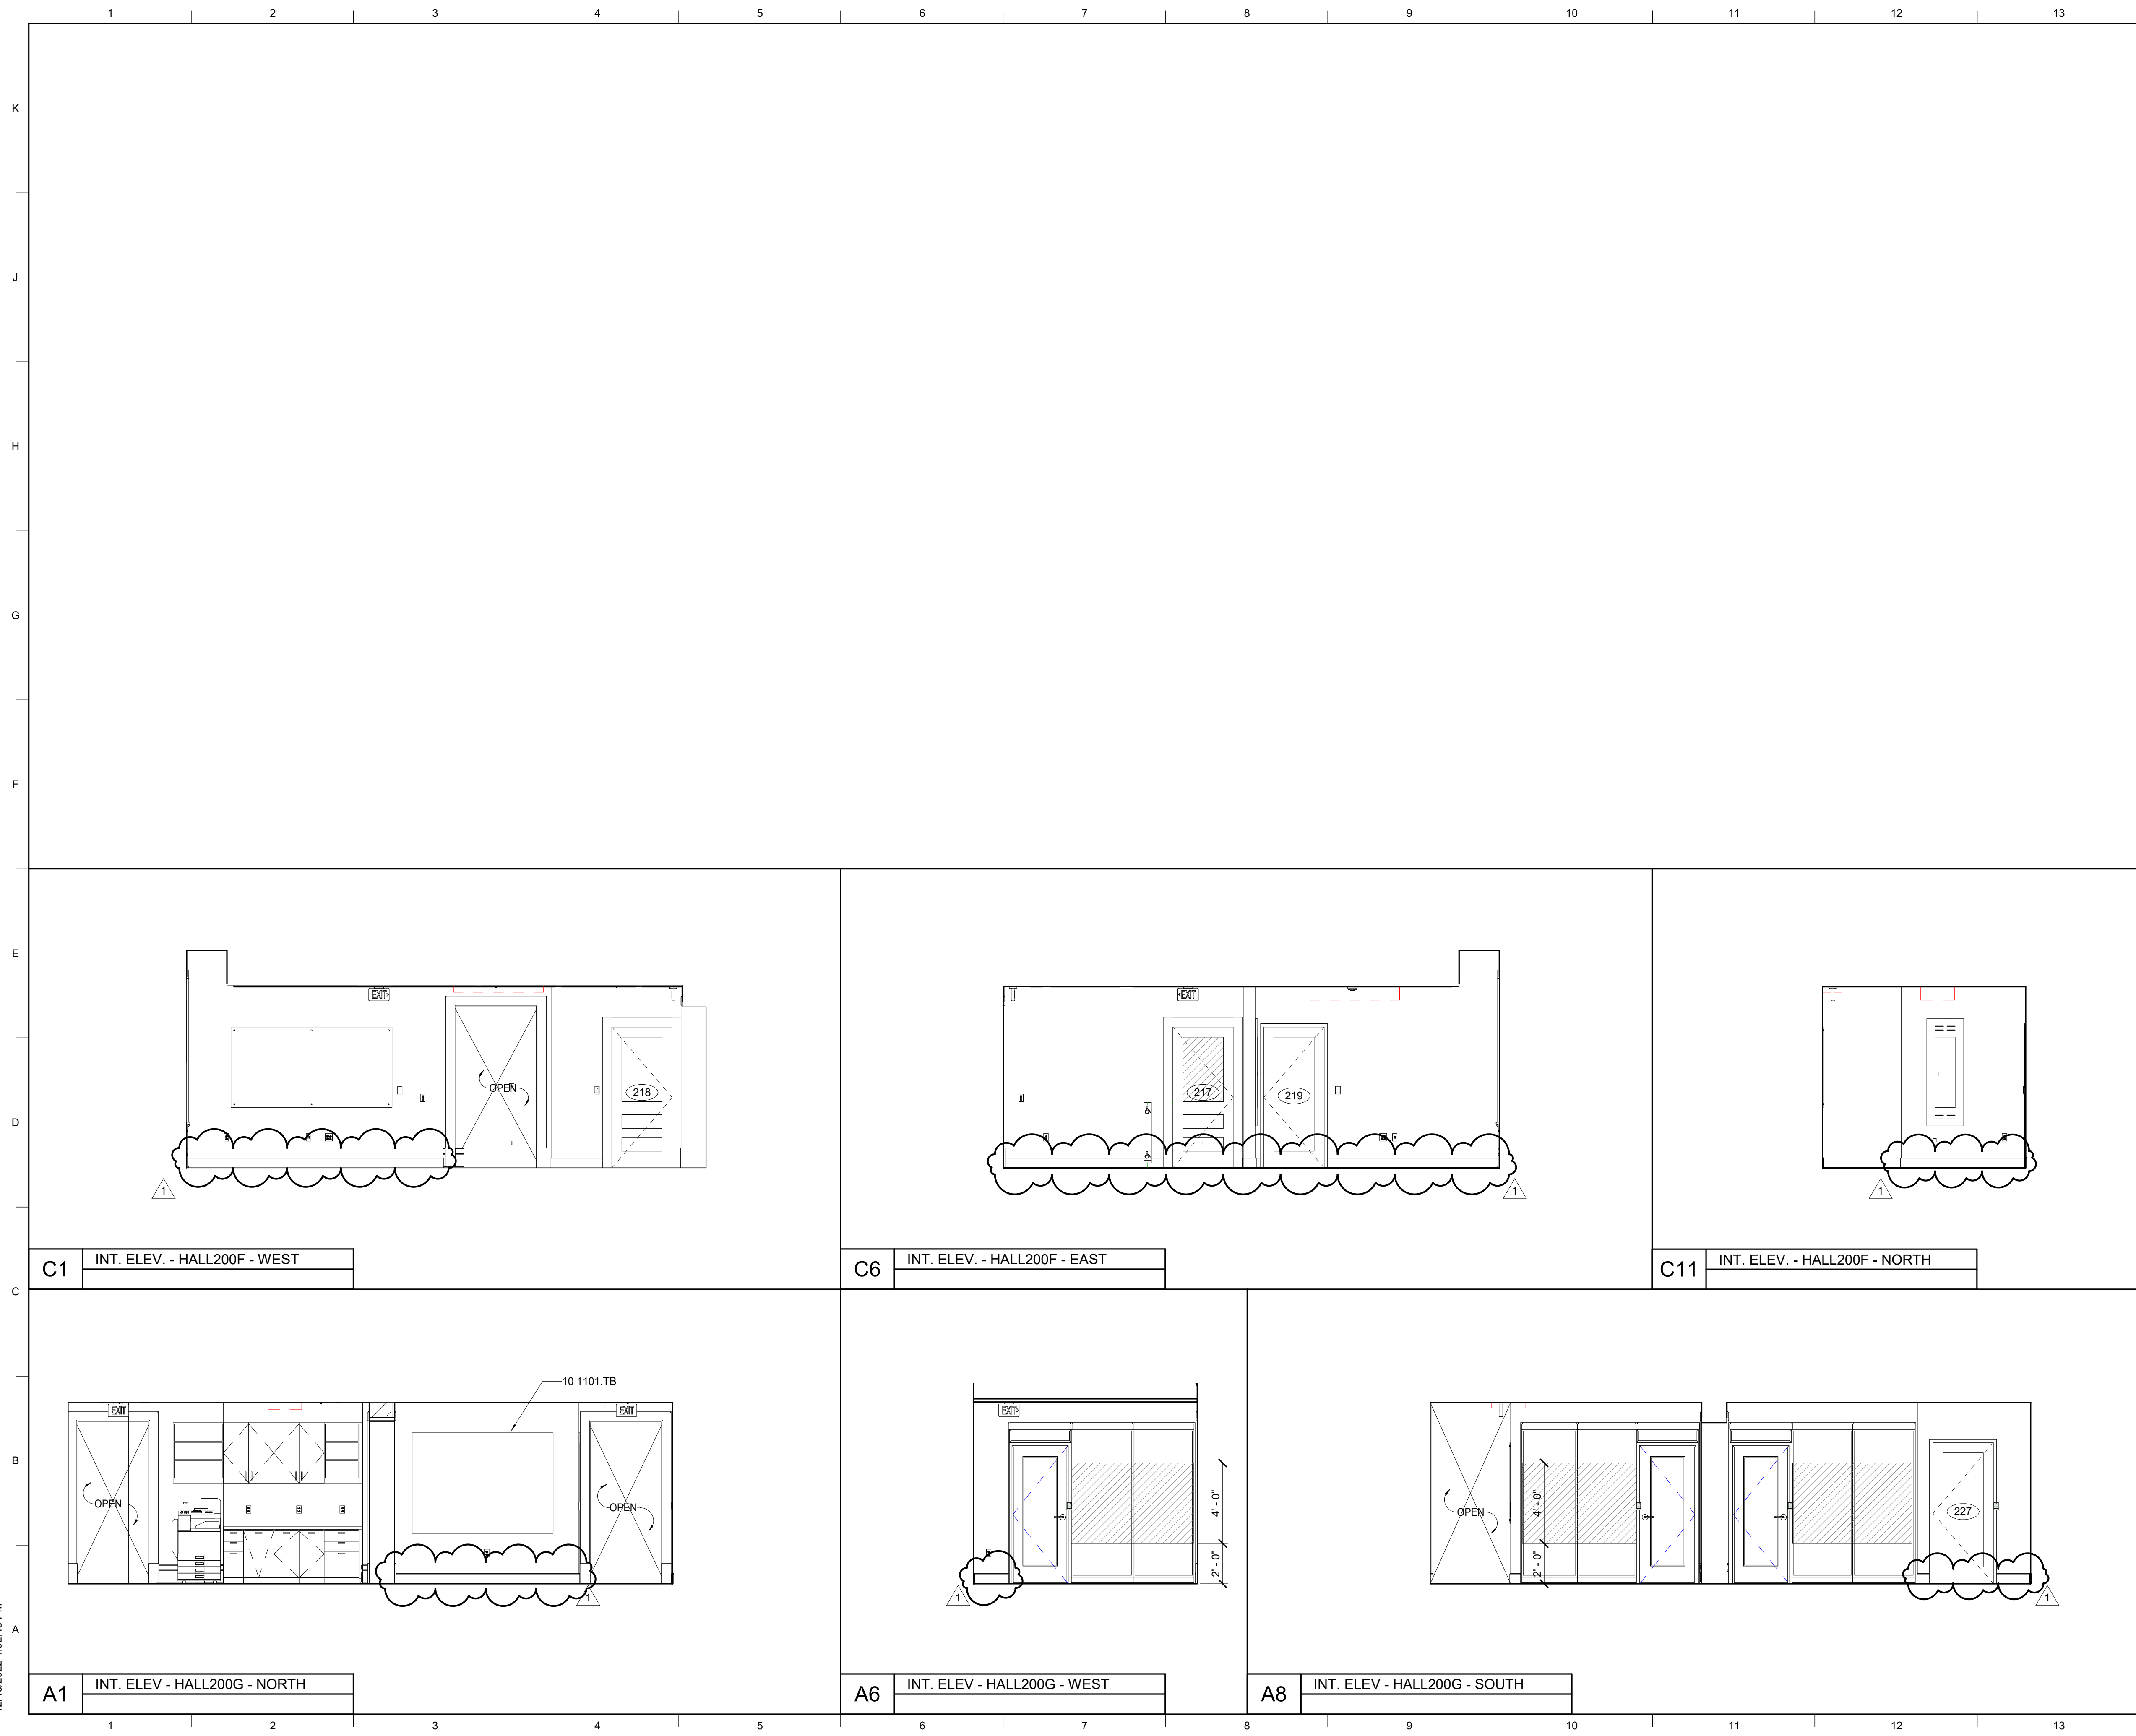 1 2 3 4 5 6 7 8 9 10 11 12 13
K
J
H
G
F
E
D
C
B
A
EXIT
OPEN
218
1
C1 INT. ELEV. - HALL200F - WEST
EXIT
217
219
1
C6 INT. ELEV. - HALL200F - EAST
1
C11 INT. ELEV. - HALL200F - NORTH
10 1101.TB
EXIT
EXIT
OPEN
OPEN
1
A1 INT. ELEV - HALL200G - NORTH
EXIT
4' - 0"
2' - 0"
1
A6 INT. ELEV - HALL200G - WEST
OPEN
4' - 0"
2' - 0"
227
1
A8 INT. ELEV - HALL200G - SOUTH
1 2 3 4 5 6 7 8 9 10 11 12 13